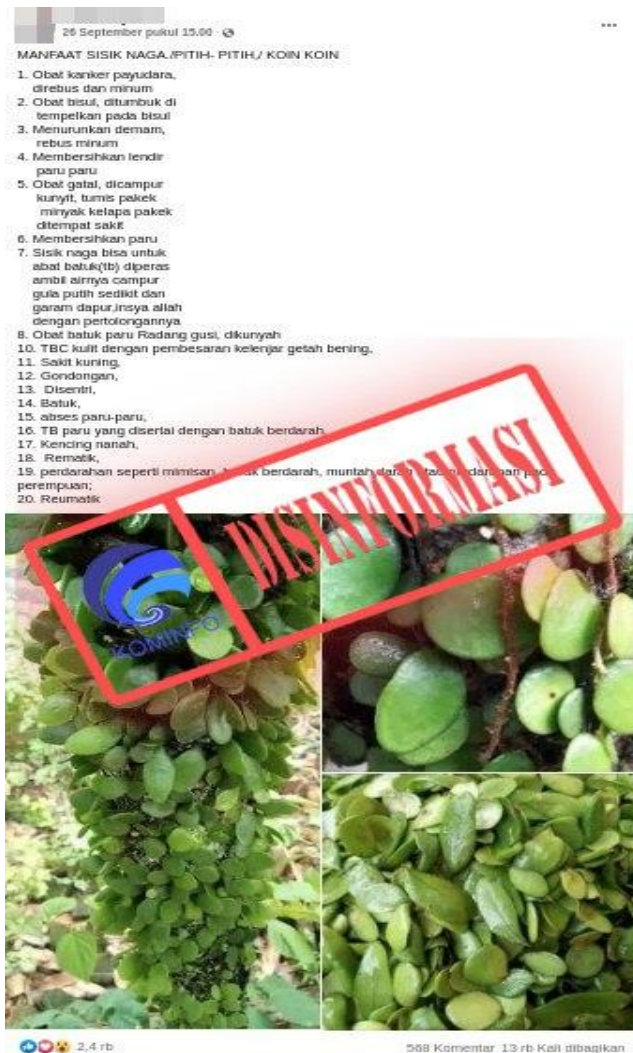 26 September pukul 15.00
MANFAAT SISIK NAGA./PITIH- PITIH,/ KOIN KOIN
1. Obat kanker payudara,
direbus dan minum
2. Obat bisul, ditumbuk di
tempelkan pada bisul
3. Menurunkan demam,
rebus minum
4. Membersihkan lendir
paru paru
5. Obat gatal, dicampur
kunyit, tumis pakek
minyak kelapa pakek
ditempat sakit
6. Membersihkan paru
7. Sisik naga bisa untuk
abat batuk(tb) diperas
ambil airnya campur
gula putih sedikit dan
garam dapur,insya allah
dengan pertolongannya
8. Obat batuk paru Radang gusi, dikunyah
10. TBC kulit dengan pembesaran kelenjar getah bening,
11. Sakit kuning,
12. Gondongan,
13. Disentri,
14. Batuk,
15. abses paru-paru,
16. TB paru yang disertai dengan batuk berdarah,
17. Kencing nanah,
18. Rematik,
19. perdarahan seperti mimisan, berdarah, muntah
perempuan;
20. Reumatik
DISINFORMASI
KOMINFO
2,4 rb
568 Komentar 13 rb Kali dibagikan